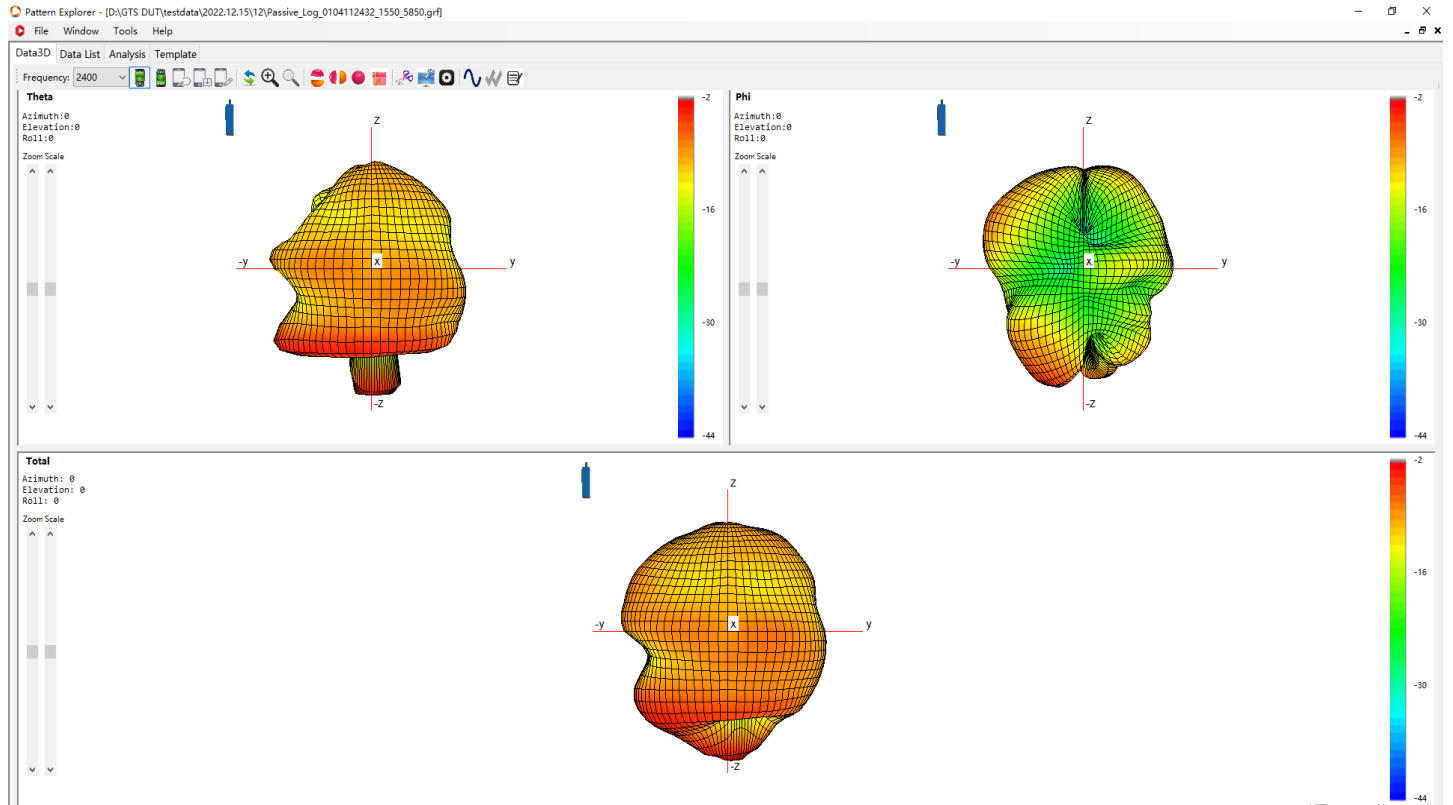 Pattern Explorer - [D:\GTS DUT\testdata\2022.12.15\12\Passive_Log_0104112432_1550_5850.grf]
File Window Tools Help
Data3D Data List Analysis Template
Frequency: 2400
Theta
Azimuth:0
Elevation:0
Roll:0
Zoom Scale
Z
-y
X
y
-Z
-2
-16
-30
-44
Phi
Azimuth:0
Elevation:0
Roll:0
Zoom Scale
Z
-y
X
y
-Z
-2
-16
-30
-44
Total
Azimuth: 0
Elevation: 0
Roll: 0
Zoom Scale
Z
-y
X
y
-Z
-2
-16
-30
-44